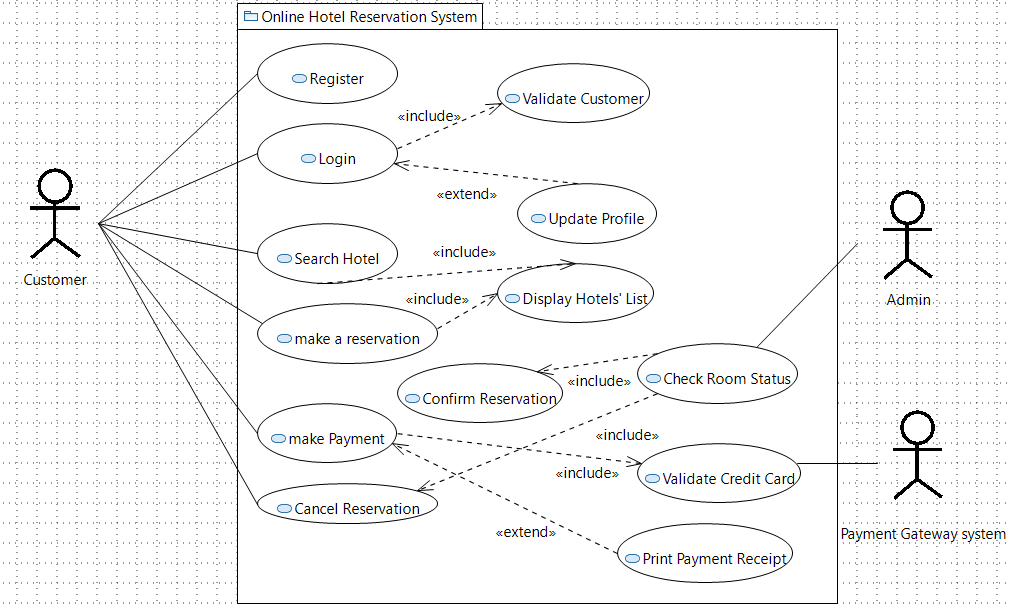 Online Hotel Reservation System
Register
Validate Customer
«include»
Login
«extend»
Update Profile
Customer
Search Hotel
«include»
Display Hotels' List
«include»
make a reservation
Admin
Check Room Status
«include»
Confirm Reservation
make Payment
«include»
«include»
Validate Credit Card
Cancel Reservation
«extend»
Payment Gateway system
Print Payment Receipt